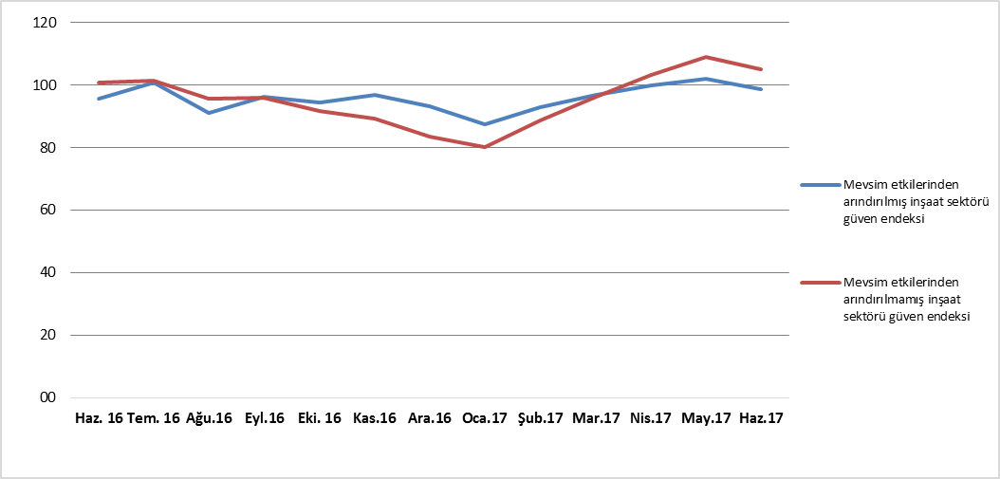 120
100
80
60
40
20
00
Haz. 16 Tem. 16 Ağu.16 Eyl.16 Eki. 16 Kas.16 Ara.16 Oca.17 Şub.17 Mar.17 Nis.17 May.17 Haz.17
Mevsim etkilerinden
arındırılmış inşaat sektörü
güven endeksi
Mevsim etkilerinden
arındırılmamış inşaat
sektörü güven endeksi